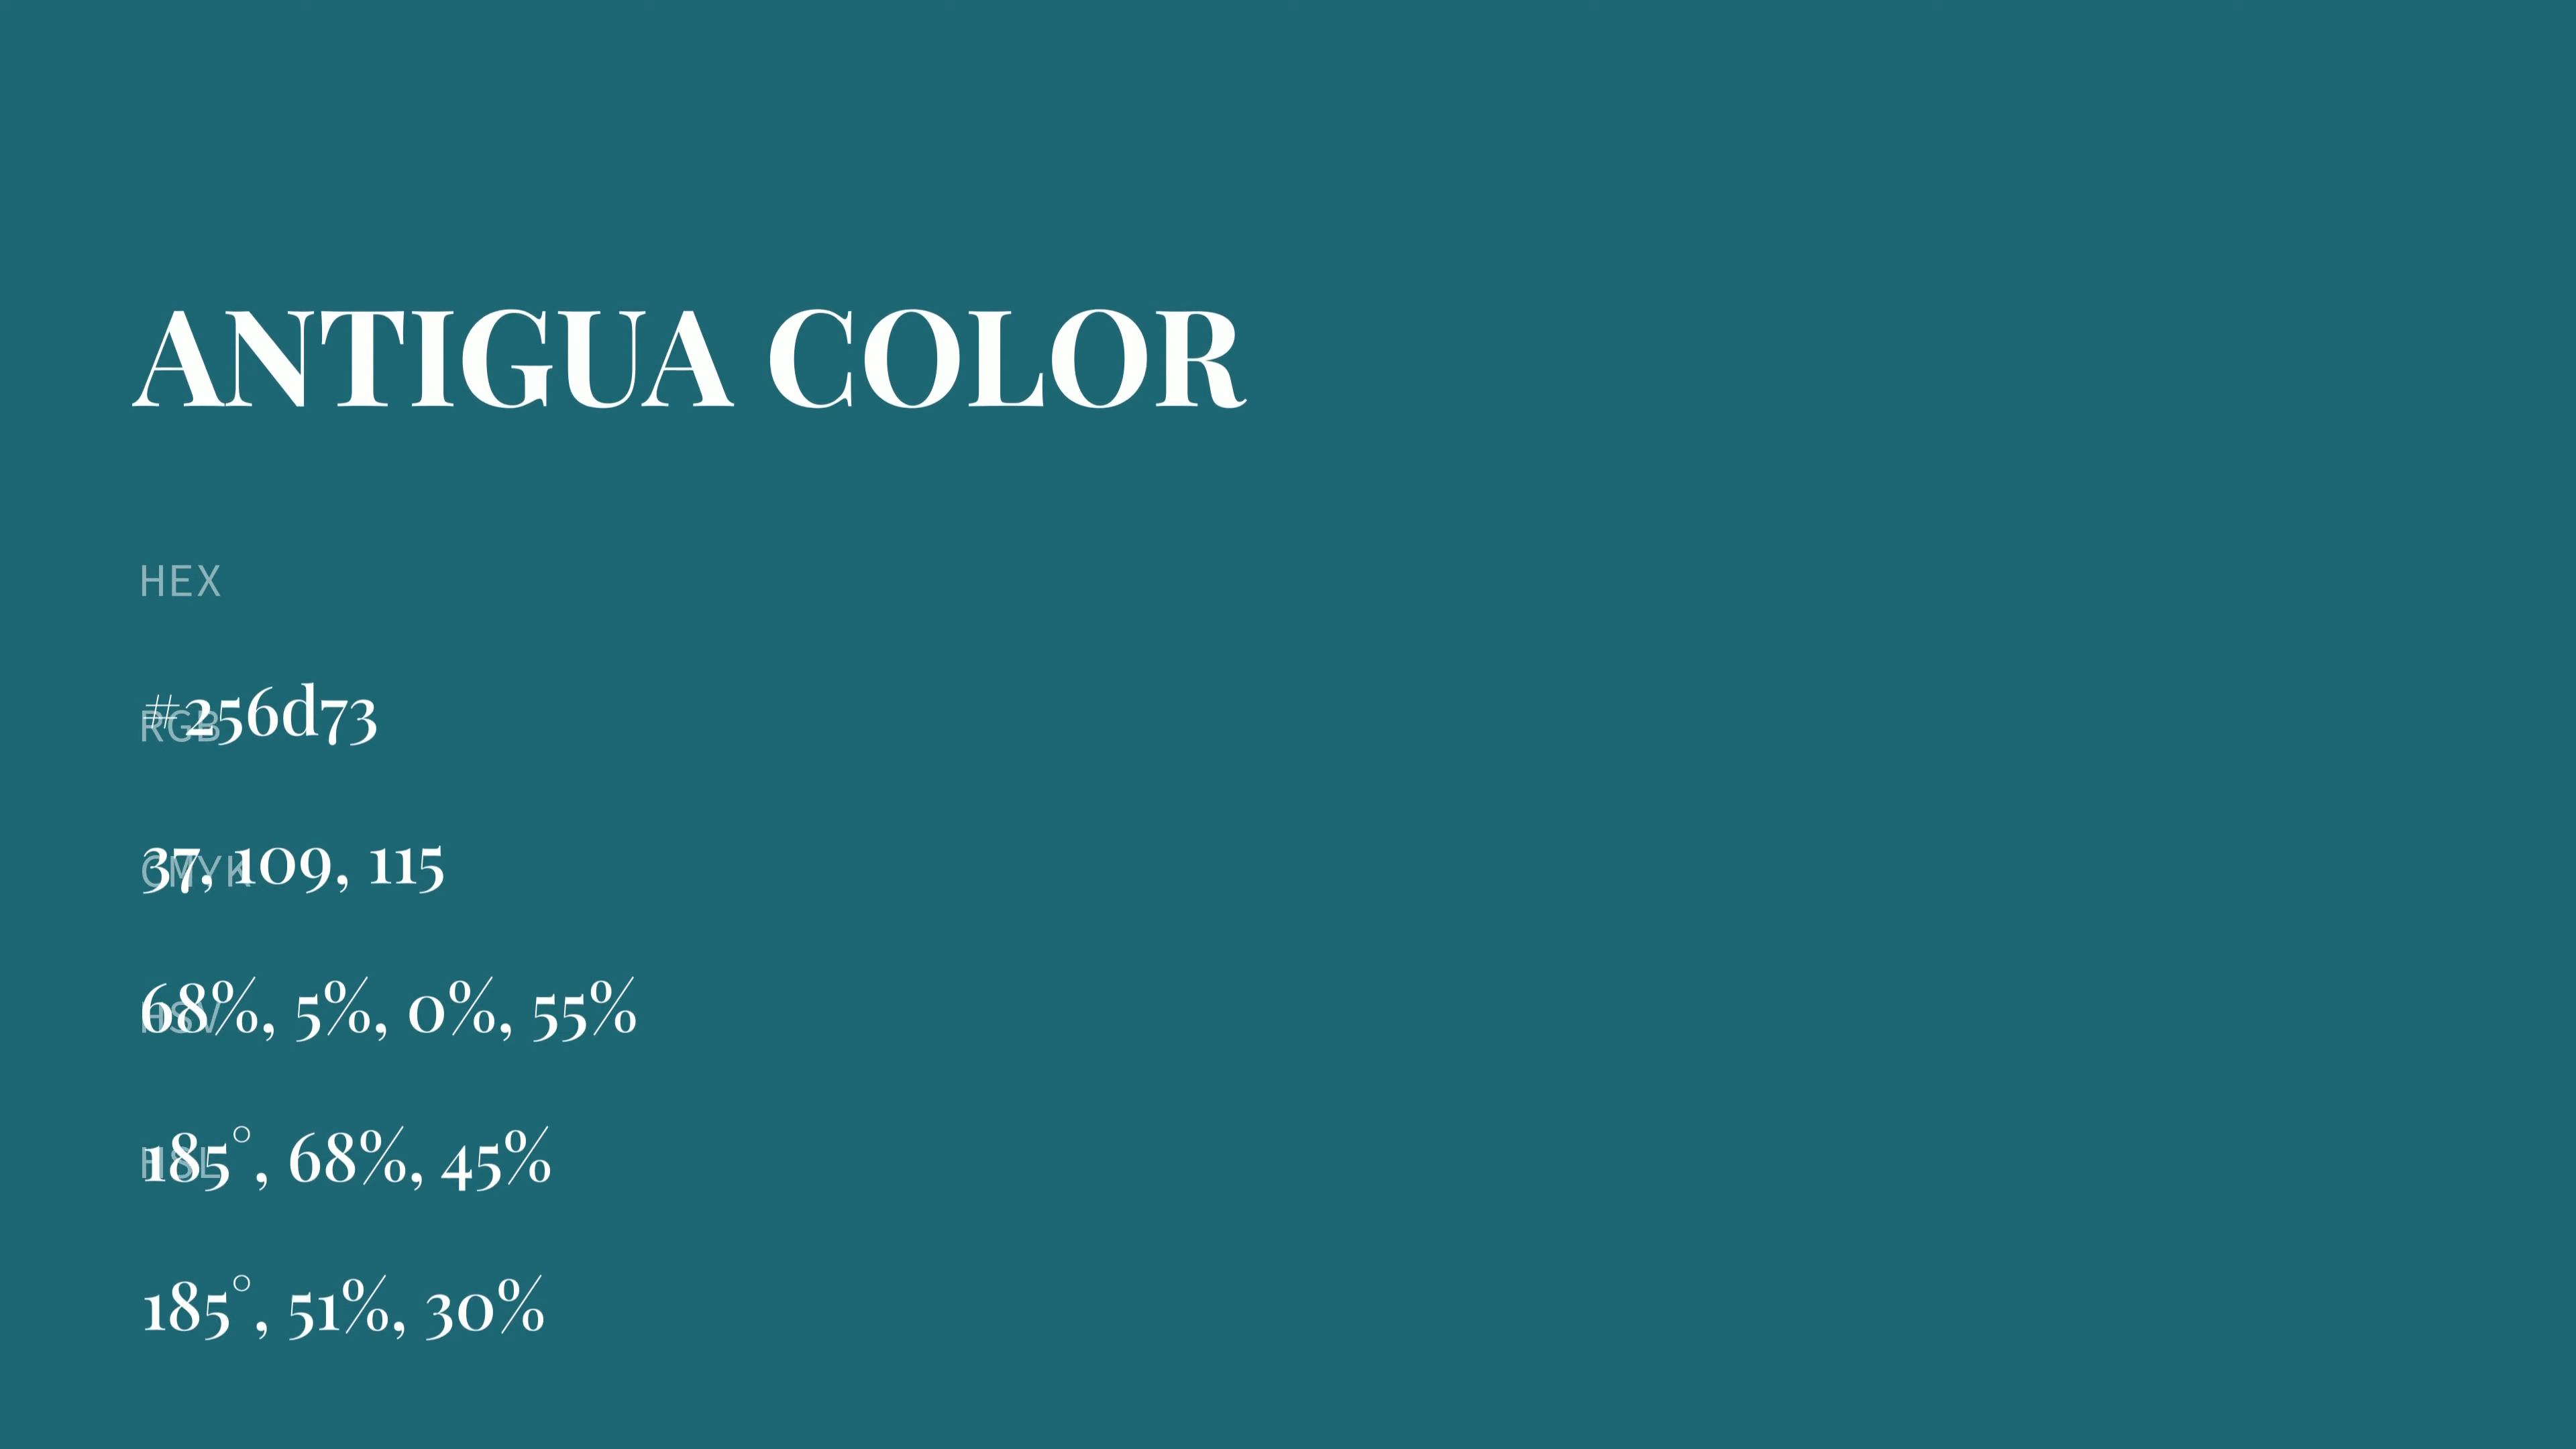 ANTIGUA COLOR
HEX
#256d73
RGB
37, 109, 115
CMYK
68%, 5%, 0%, 55%
HSV
185°, 68%, 45%
HSL
185°, 51%, 30%